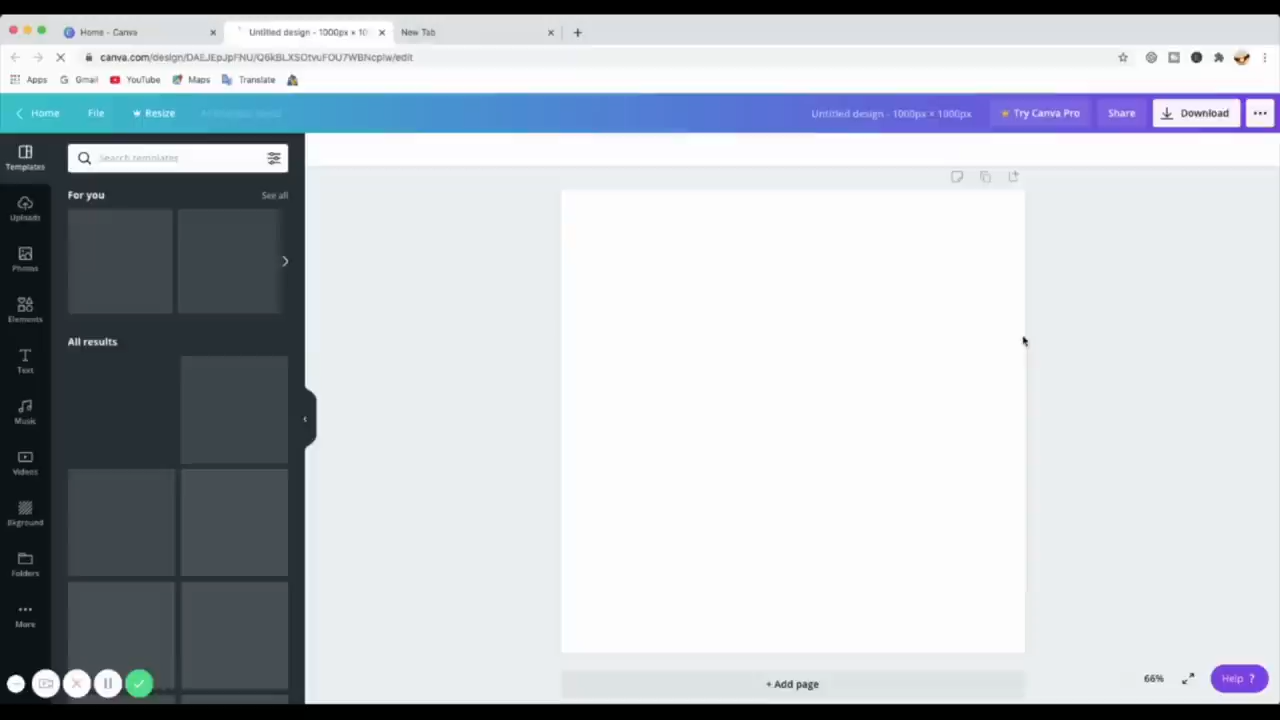 Home - Canva
Untitled design - 1000px × 10
New Tab
canva.com/design/DAEJEpJpFNU/Q6kBLXSOtvuFOU7WBNcplw/edit
Apps
Gmail
YouTube
Maps
Translate
Home
File
Resize
Untitled design - 1000px × 1000px
Try Canva Pro
Share
Download
Templates
Search templates
For you
See all
Uploads
Photos
Elements
All results
Text
Music
Videos
Bkground
Folders
More
+ Add page
66%
Help ?